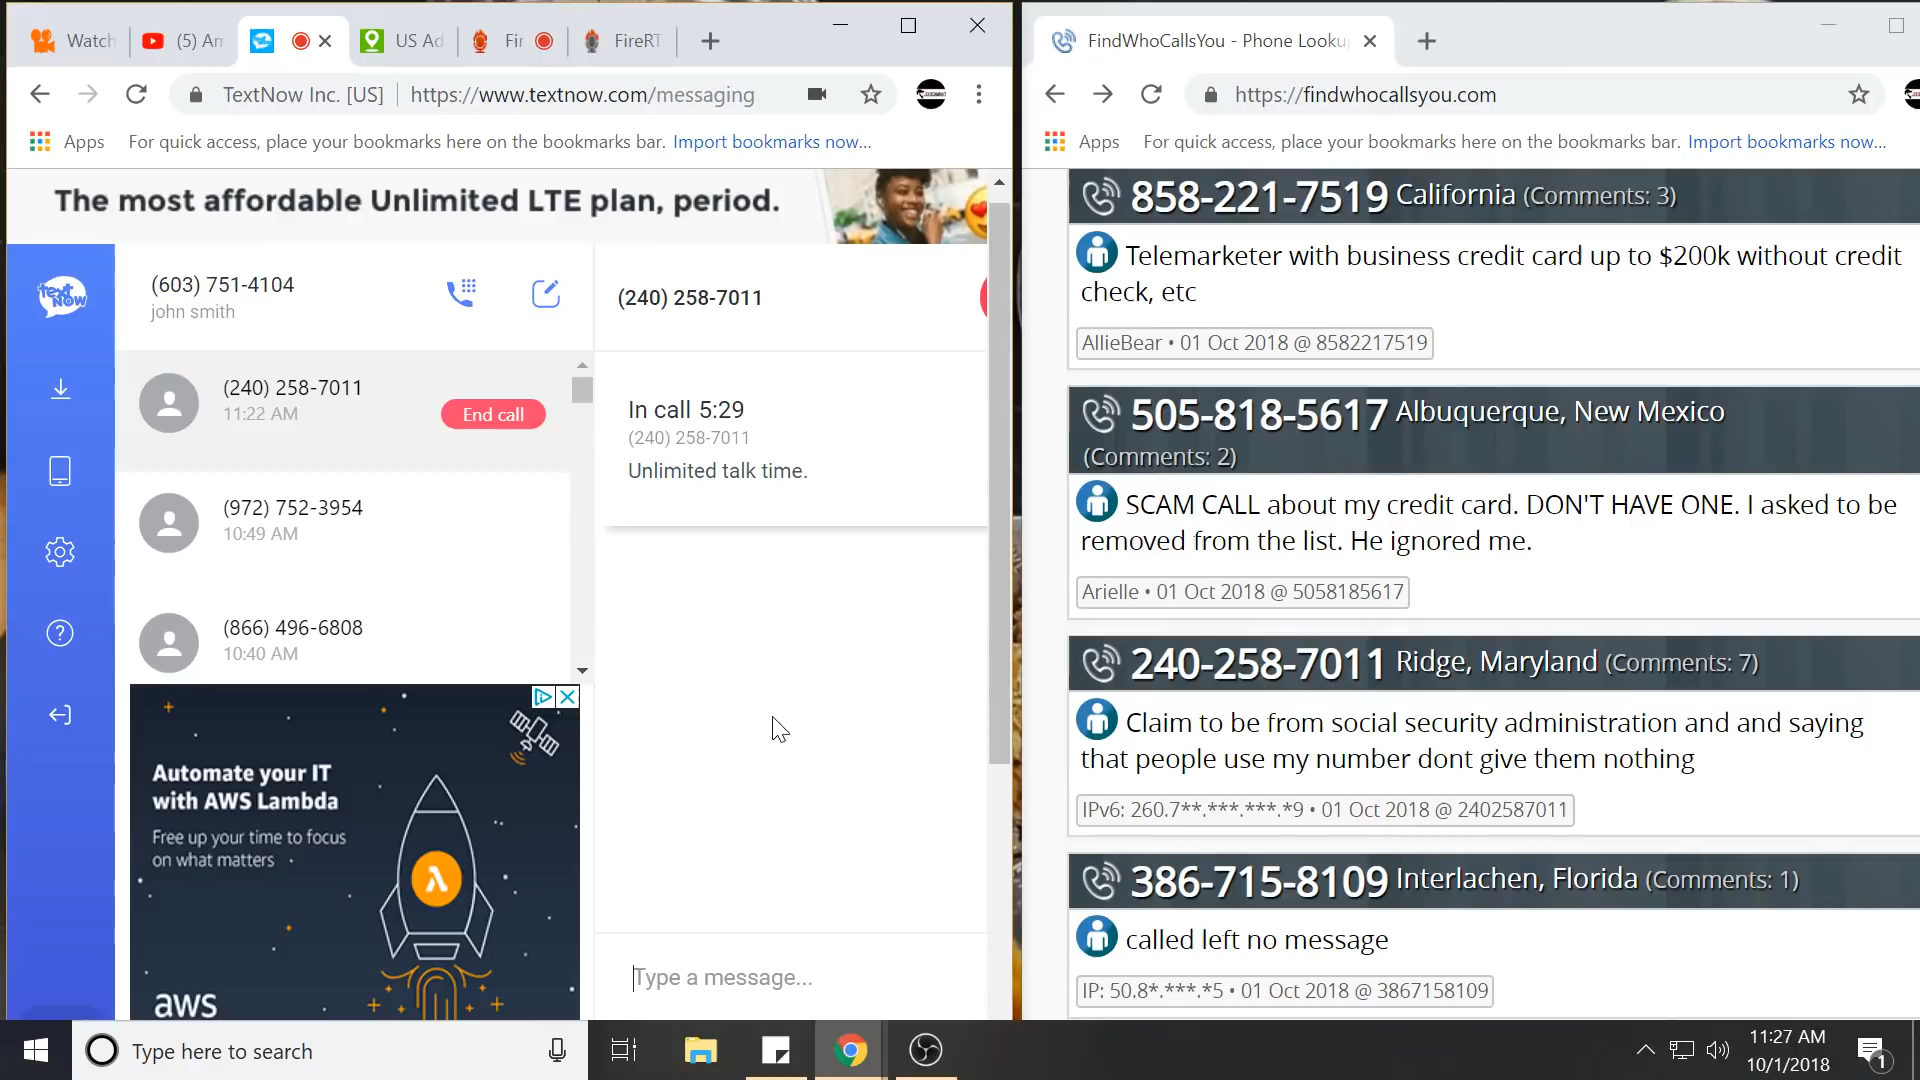 Watch
(5) Am
US Ad
Fir
FireRT
TextNow Inc. [US]
https://www.textnow.com/messaging
Apps
For quick access, place your bookmarks here on the bookmarks bar. Import bookmarks now...
The most affordable Unlimited LTE plan, period.
text
now
(603) 751-4104
john smith
(240) 258-7011
11:22 AM
End call
(972) 752-3954
10:49 AM
(866) 496-6808
10:40 AM
Automate your IT
with AWS Lambda
Free up your time to focus
on what matters
aws
(240) 258-7011
In call 5:29
(240) 258-7011
Unlimited talk time.
Type a message...
FindWhoCallsYou - Phone Looku
https://findwhocallsyou.com
Apps
For quick access, place your bookmarks here on the bookmarks bar. Import bookmarks now...
858-221-7519 California (Comments: 3)
Telemarketer with business credit card up to $200k without credit
check, etc
AllieBear • 01 Oct 2018 @ 8582217519
505-818-5617 Albuquerque, New Mexico
(Comments: 2)
SCAM CALL about my credit card. DON'T HAVE ONE. I asked to be
removed from the list. He ignored me.
Arielle • 01 Oct 2018 @ 5058185617
240-258-7011 Ridge, Maryland (Comments: 7)
Claim to be from social security administration and and saying
that people use my number dont give them nothing
IPv6: 260.7**.***.***.*9 • 01 Oct 2018 @ 2402587011
386-715-8109 Interlachen, Florida (Comments: 1)
called left no message
IP: 50.8*.***.*5 • 01 Oct 2018 @ 3867158109
Type here to search
11:27 AM
10/1/2018
1